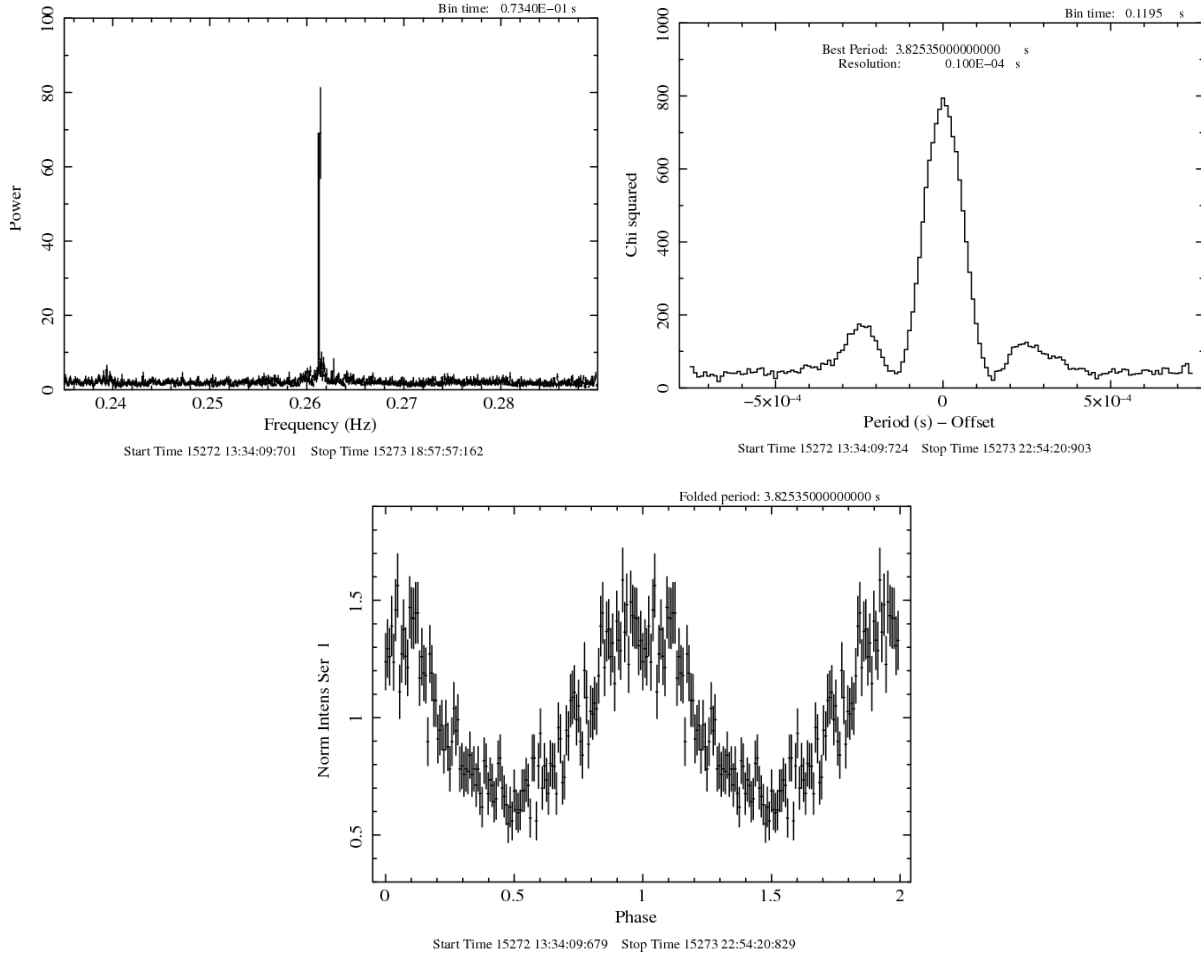 Bin time: 0.7340E−01 s
Power
0
20
40
60
80
100
0.24
0.25
0.26
0.27
0.28
Frequency (Hz)
Start Time 15272 13:34:09:701 Stop Time 15273 18:57:57:162
Bin time: 0.1195 s
Best Period: 3.82535000000000 s
Resolution: 0.100E−04 s
Chi squared
0
200
400
600
800
1000
−5×10⁻⁴
0
5×10⁻⁴
Period (s) − Offset
Start Time 15272 13:34:09:724 Stop Time 15273 22:54:20:903
Folded period: 3.82535000000000 s
Norm Intens Ser 1
0.5
1
1.5
0
0.5
1
1.5
2
Phase
Start Time 15272 13:34:09:679 Stop Time 15273 22:54:20:829